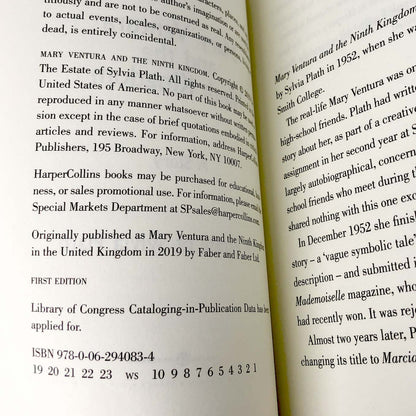 tiously and are not to be construed as real. Any
to actual events, locales, organizations, or persons,
dead, is entirely coincidental.
MARY VENTURA AND THE NINTH KINGDOM. Copyright ©
The Estate of Sylvia Plath. All rights reserved.
United States of America. No part of this book may be
reproduced in any manner whatsoever without written
sion except in the case of brief quotations embodied in
articles and reviews. For information, address HarperCollins
Publishers, 195 Broadway, New York, NY 10007.
HarperCollins books may be purchased for educational,
ness, or sales promotional use. For information, please
Special Markets Department at SPsales@harpercollins.com.
Originally published as Mary Ventura and the Ninth Kingdom
in the United Kingdom in 2019 by Faber and Faber Ltd.
FIRST EDITION
Library of Congress Cataloging-in-Publication Data has been
applied for.
ISBN 978-0-06-294083-4
19 20 21 22 23 WS 10 9 8 7 6 5 4 3 2 1
Mary Ventura and the Ninth Kingdom
by Sylvia Plath in 1952, when she was
Smith College.
The real-life Mary Ventura was one
high-school friends. Plath had written
story about her, as part of a creative
assignment in her second year at S
largely autobiographical, concern
school friends who meet during th
shared nothing with this one exc
In December 1952 she finish
story – a ‘vague symbolic tale’
description – and submitted i
Mademoiselle magazine, who
had recently won. It was reje
Almost two years later, P
changing its title to Marcia